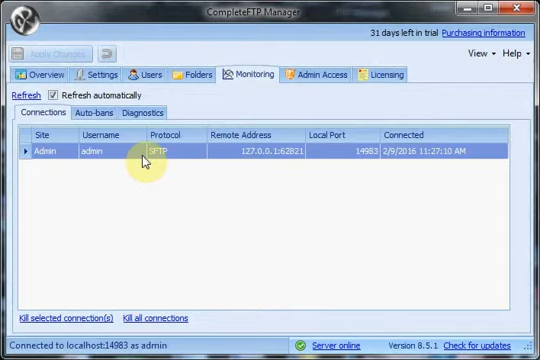 CompleteFTP Manager
31 days left in trial Purchasing information
Apply Changes View Help
Overview Settings Users Folders Monitoring Admin Access Licensing
Refresh Refresh automatically
Connections Auto-bans Diagnostics
Site Username Protocol Remote Address Local Port Connected
Admin admin SFTP 127.0.0.1:62821 14983 2/9/2016 11:27:10 AM
Kill selected connection(s) Kill all connections
Connected to localhost:14983 as admin Server online Version 8.5.1 Check for updates